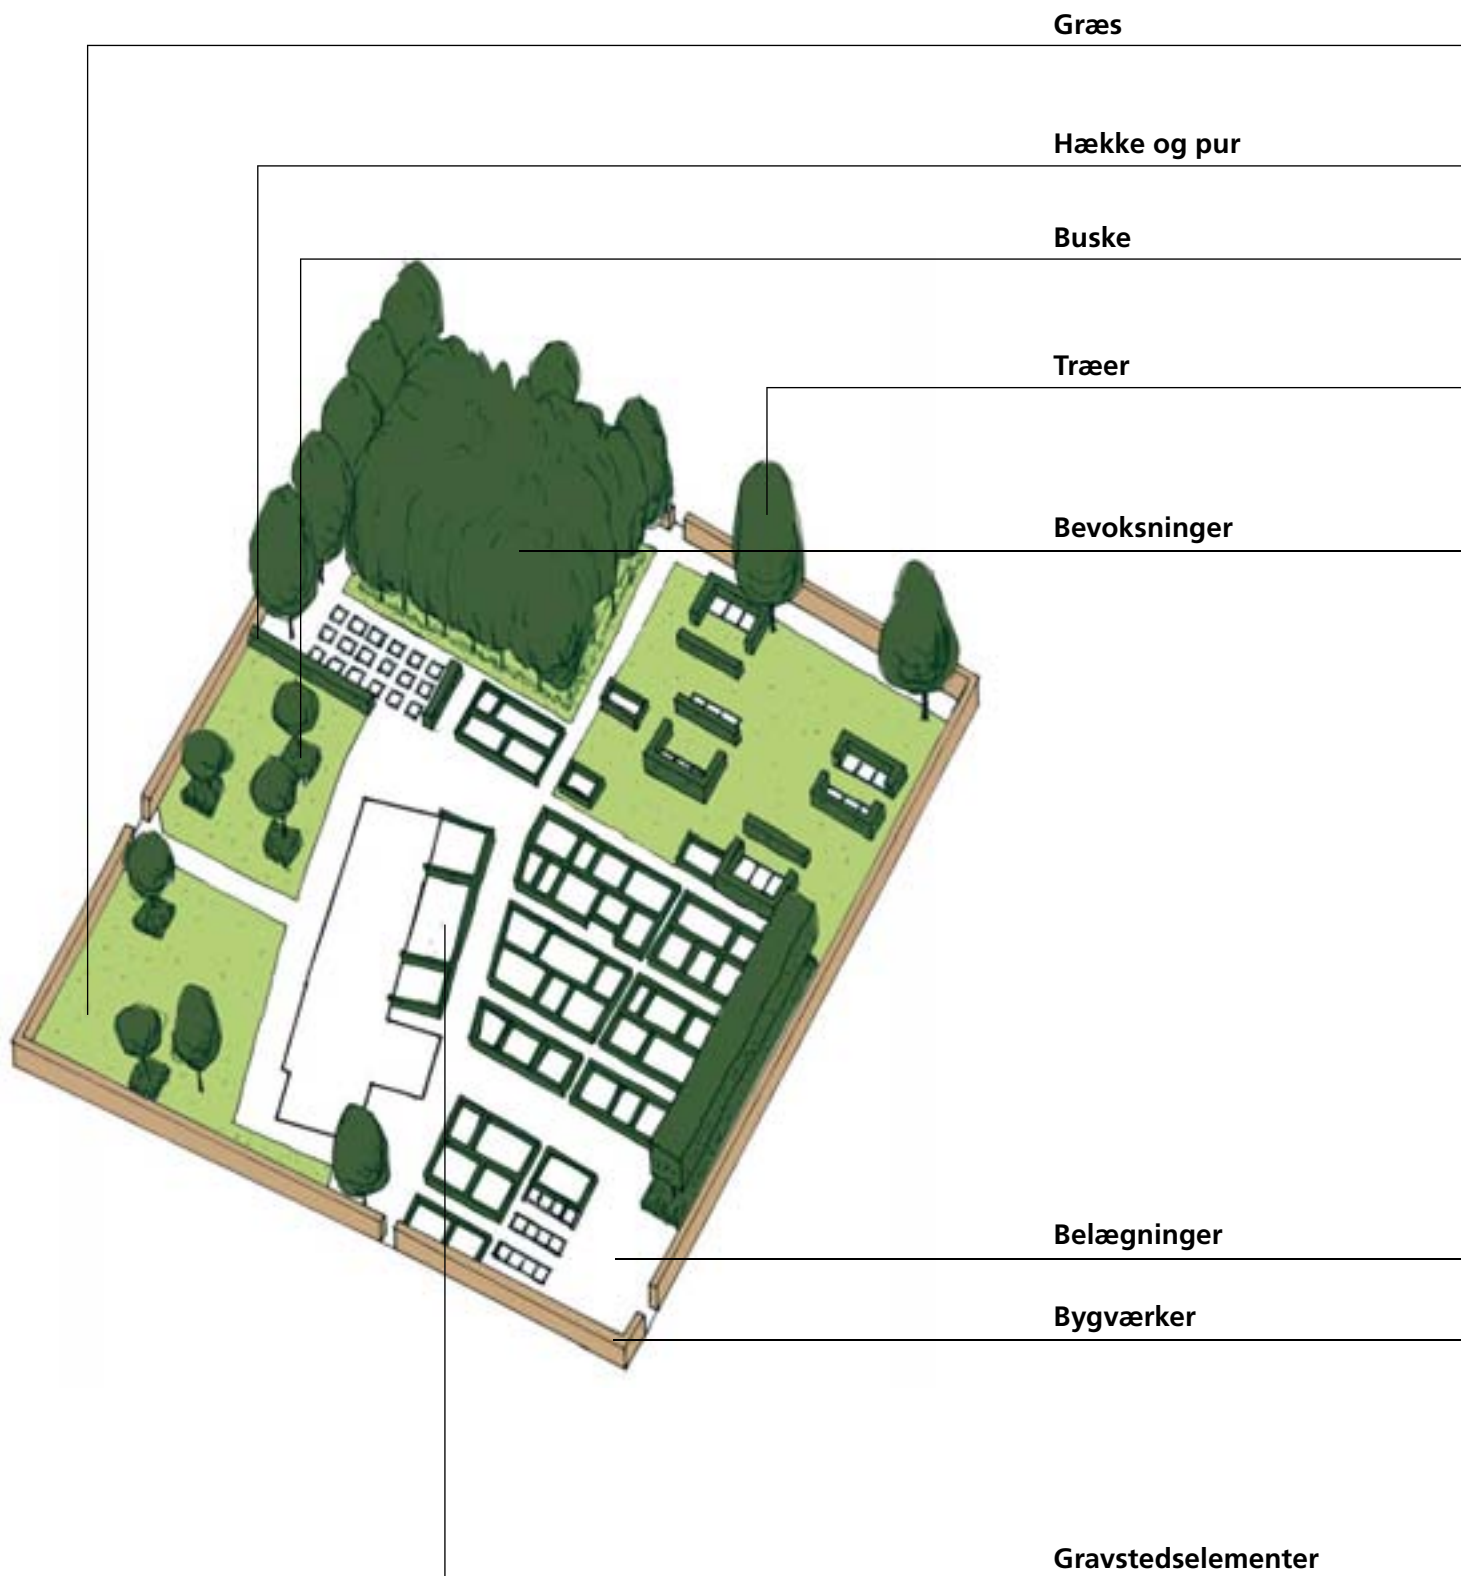 Græs
Hække og pur
Buske
Træer
Bevoksninger
Belægninger
Bygværker
Gravstedselementer